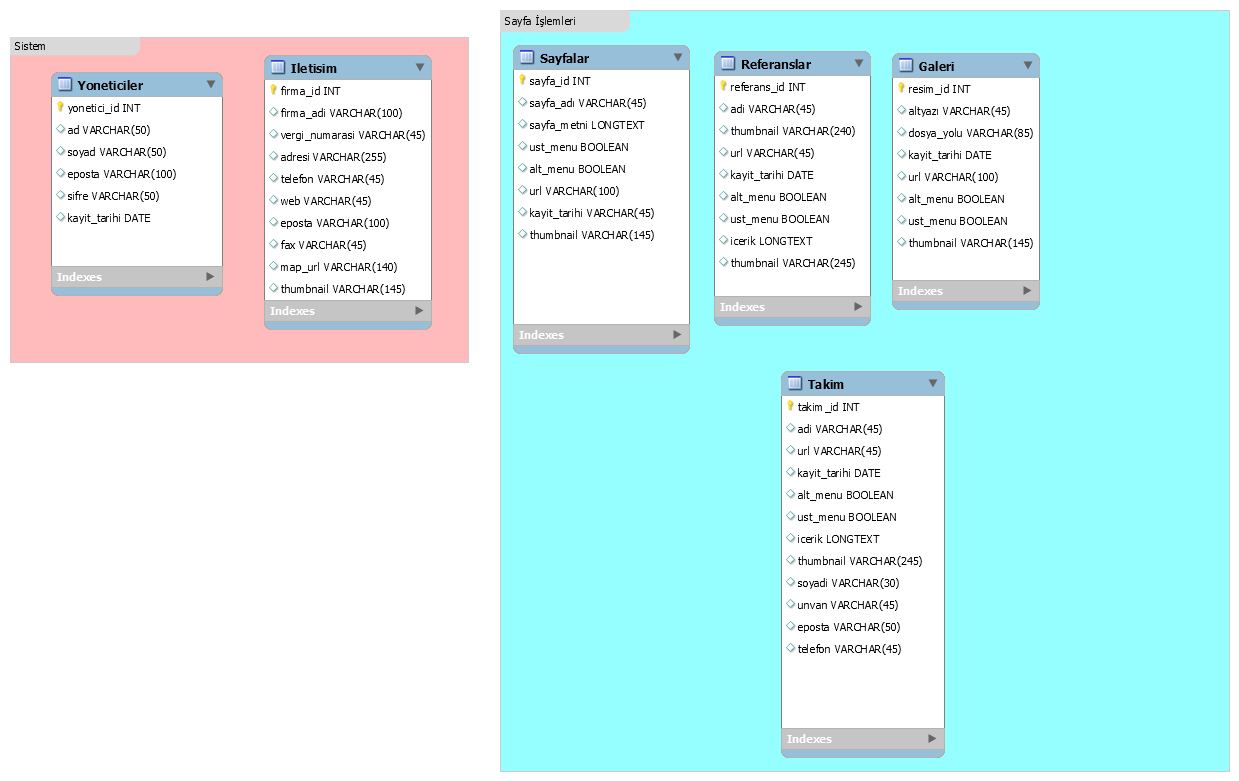 Sistem
Yoneticiler
yonetici_id INT
ad VARCHAR(50)
soyad VARCHAR(50)
eposta VARCHAR(100)
sifre VARCHAR(50)
kayit_tarihi DATE
Indexes
Iletisim
firma_id INT
firma_adi VARCHAR(100)
vergi_numarasi VARCHAR(45)
adresi VARCHAR(255)
telefon VARCHAR(45)
web VARCHAR(45)
eposta VARCHAR(100)
fax VARCHAR(45)
map_url VARCHAR(140)
thumbnail VARCHAR(145)
Indexes
Sayfa İşlemleri
Sayfalar
sayfa_id INT
sayfa_adı VARCHAR(45)
sayfa_metni LONGTEXT
ust_menu BOOLEAN
alt_menu BOOLEAN
url VARCHAR(100)
kayit_tarihi VARCHAR(45)
thumbnail VARCHAR(145)
Indexes
Referanslar
referans_id INT
adi VARCHAR(45)
thumbnail VARCHAR(240)
url VARCHAR(45)
kayit_tarihi DATE
alt_menu BOOLEAN
ust_menu BOOLEAN
icerik LONGTEXT
thumbnail VARCHAR(245)
Indexes
Galeri
resim_id INT
altyazı VARCHAR(45)
dosya_yolu VARCHAR(85)
kayit_tarihi DATE
url VARCHAR(100)
alt_menu BOOLEAN
ust_menu BOOLEAN
thumbnail VARCHAR(145)
Indexes
Takim
takim_id INT
adi VARCHAR(45)
url VARCHAR(45)
kayit_tarihi DATE
alt_menu BOOLEAN
ust_menu BOOLEAN
icerik LONGTEXT
thumbnail VARCHAR(245)
soyadi VARCHAR(30)
unvan VARCHAR(45)
eposta VARCHAR(50)
telefon VARCHAR(45)
Indexes